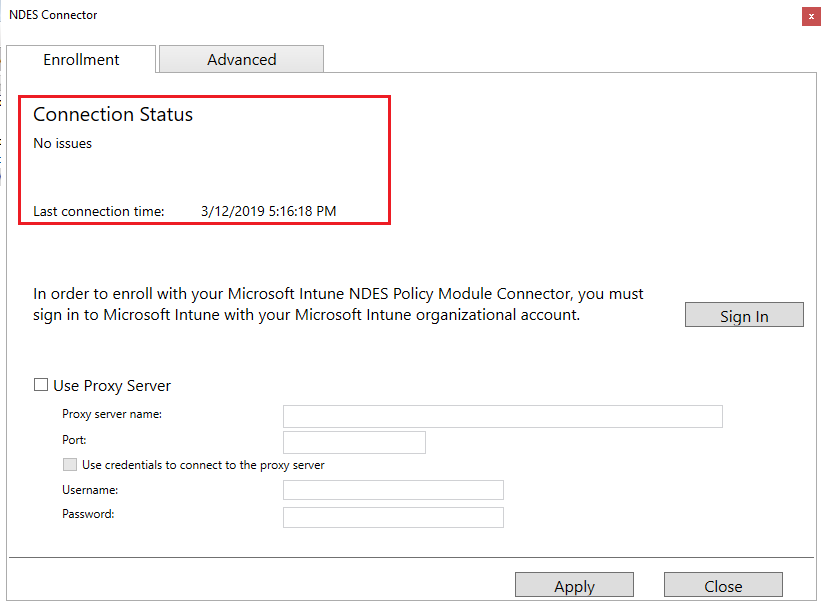 NDES Connector
x
Enrollment
Advanced
Connection Status
No issues
Last connection time: 3/12/2019 5:16:18 PM
In order to enroll with your Microsoft Intune NDES Policy Module Connector, you must
sign in to Microsoft Intune with your Microsoft Intune organizational account.
Sign In
Use Proxy Server
Proxy server name:
Port:
Use credentials to connect to the proxy server
Username:
Password:
Apply
Close